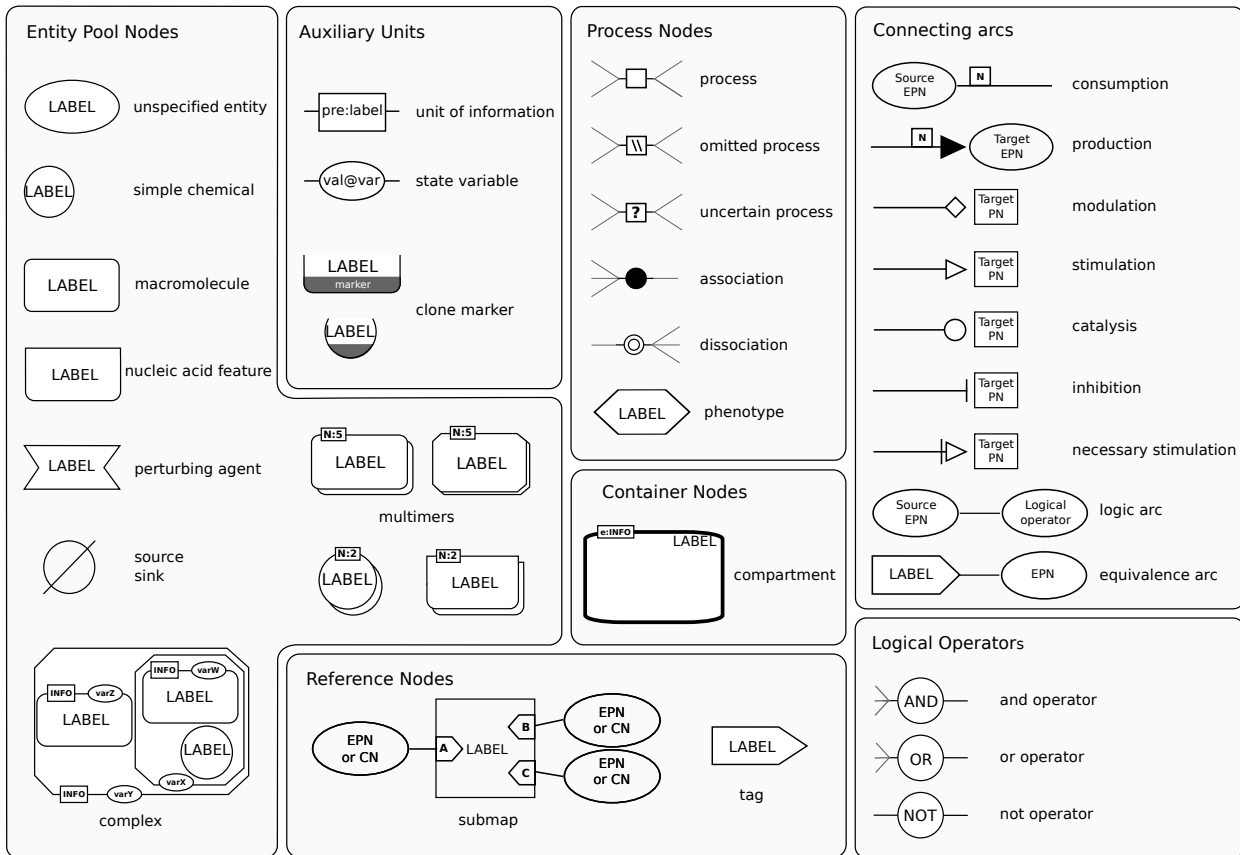 Entity Pool Nodes
LABEL
unspecified entity
LABEL
simple chemical
LABEL
macromolecule
LABEL
nucleic acid feature
LABEL
perturbing agent
source
sink
INFO
varZ
LABEL
INFO
varW
LABEL
LABEL
varX
INFO
varY
complex
N:5
LABEL
N:5
LABEL
multimers
N:2
LABEL
N:2
LABEL
Auxiliary Units
pre:label
unit of information
val@var
state variable
LABEL
marker
clone marker
LABEL
Process Nodes
process
\\
omitted process
?
uncertain process
association
dissociation
LABEL
phenotype
Container Nodes
e:INFO
LABEL
compartment
Reference Nodes
EPN
or CN
A
LABEL
B
C
EPN
or CN
EPN
or CN
submap
LABEL
tag
Connecting arcs
Source
EPN
N
consumption
N
Target
EPN
production
Target
PN
modulation
Target
PN
stimulation
Target
PN
catalysis
Target
PN
inhibition
Target
PN
necessary stimulation
Source
EPN
Logical
operator
logic arc
LABEL
EPN
equivalence arc
Logical Operators
AND
and operator
OR
or operator
NOT
not operator